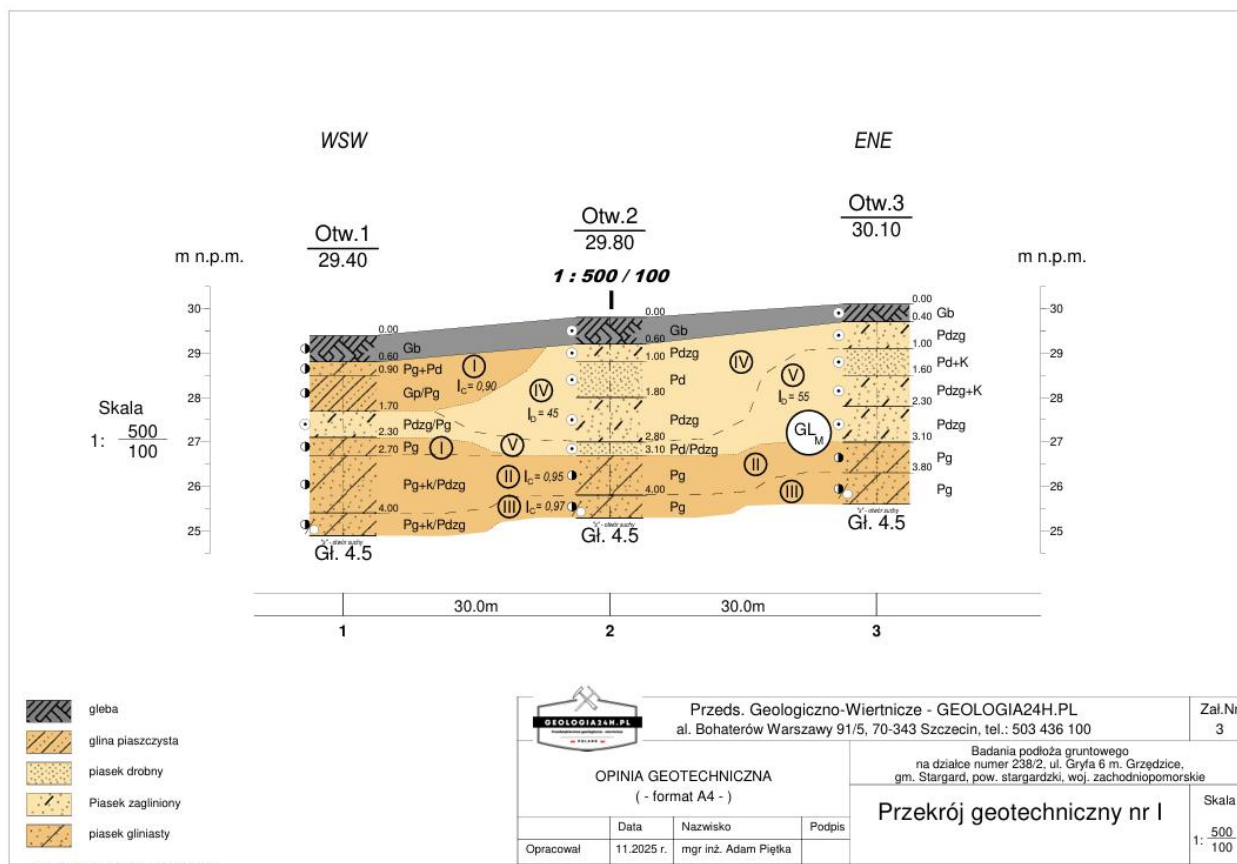 WSW
ENE
Otw.1
29.40
Otw.2
29.80
Otw.3
30.10
m n.p.m.
m n.p.m.
1 : 500 / 100
I
30
29
28
27
26
25
30
29
28
27
26
25
Skala
1: 500
100
0.00
Gb
0.60
0.90
Pg+Pd
Gp/Pg
1.70
Pdzg/Pg
2.30
2.70
Pg
Pg+k/Pdzg
4.00
Pg+k/Pdzg
"s" - otwór suchy
Gł. 4.5
I
IC = 0,90
IV
ID = 45
I
V
II
IC = 0,95
III
IC = 0,97
0.00
Gb
0.60
Pdzg
1.00
Pd
1.80
Pdzg
2.80
3.10
Pd/Pdzg
Pg
4.00
Pg
"s" - otwór suchy
Gł. 4.5
IV
V
ID = 55
GLM
II
III
0.00
Gb
0.40
Pdzg
1.00
Pd+K
1.60
Pdzg+K
2.30
Pdzg
3.10
Pg
3.80
Pg
"s" - otwór suchy
Gł. 4.5
30.0m
30.0m
1
2
3
gleba
glina piaszczysta
piasek drobny
Piasek zagliniony
piasek gliniasty
GEOLOGIA24H.PL
POLAND
Przeds. Geologiczno-Wiertnicze - GEOLOGIA24H.PL
al. Bohaterów Warszawy 91/5, 70-343 Szczecin, tel.: 503 436 100
Zał.Nr
3
OPINIA GEOTECHNICZNA
( - format A4 - )
Badania podłoża gruntowego
na działce numer 238/2, ul. Gryfa 6 m. Grzędzice,
gm. Stargard, pow. stargardzki, woj. zachodniopomorskie
Przekrój geotechniczny nr I
Skala
1: 500
100
Data
Nazwisko
Podpis
Opracował
11.2025 r.
mgr inż. Adam Piętka